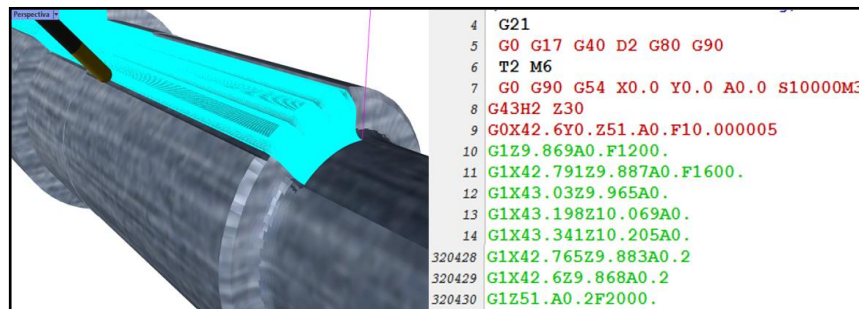 Perspectiva
4 G21
5 G0 G17 G40 D2 G80 G90
6 T2 M6
7 G0 G90 G54 X0.0 Y0.0 A0.0 S10000M3
8 G43H2 Z30
9 G0X42.6Y0.Z51.A0.F10.000005
10 G1Z9.869A0.F1200.
11 G1X42.791Z9.887A0.F1600.
12 G1X43.03Z9.965A0.
13 G1X43.198Z10.069A0.
14 G1X43.341Z10.205A0.
320428 G1X42.765Z9.883A0.2
320429 G1X42.6Z9.868A0.2
320430 G1Z51.A0.2F2000.